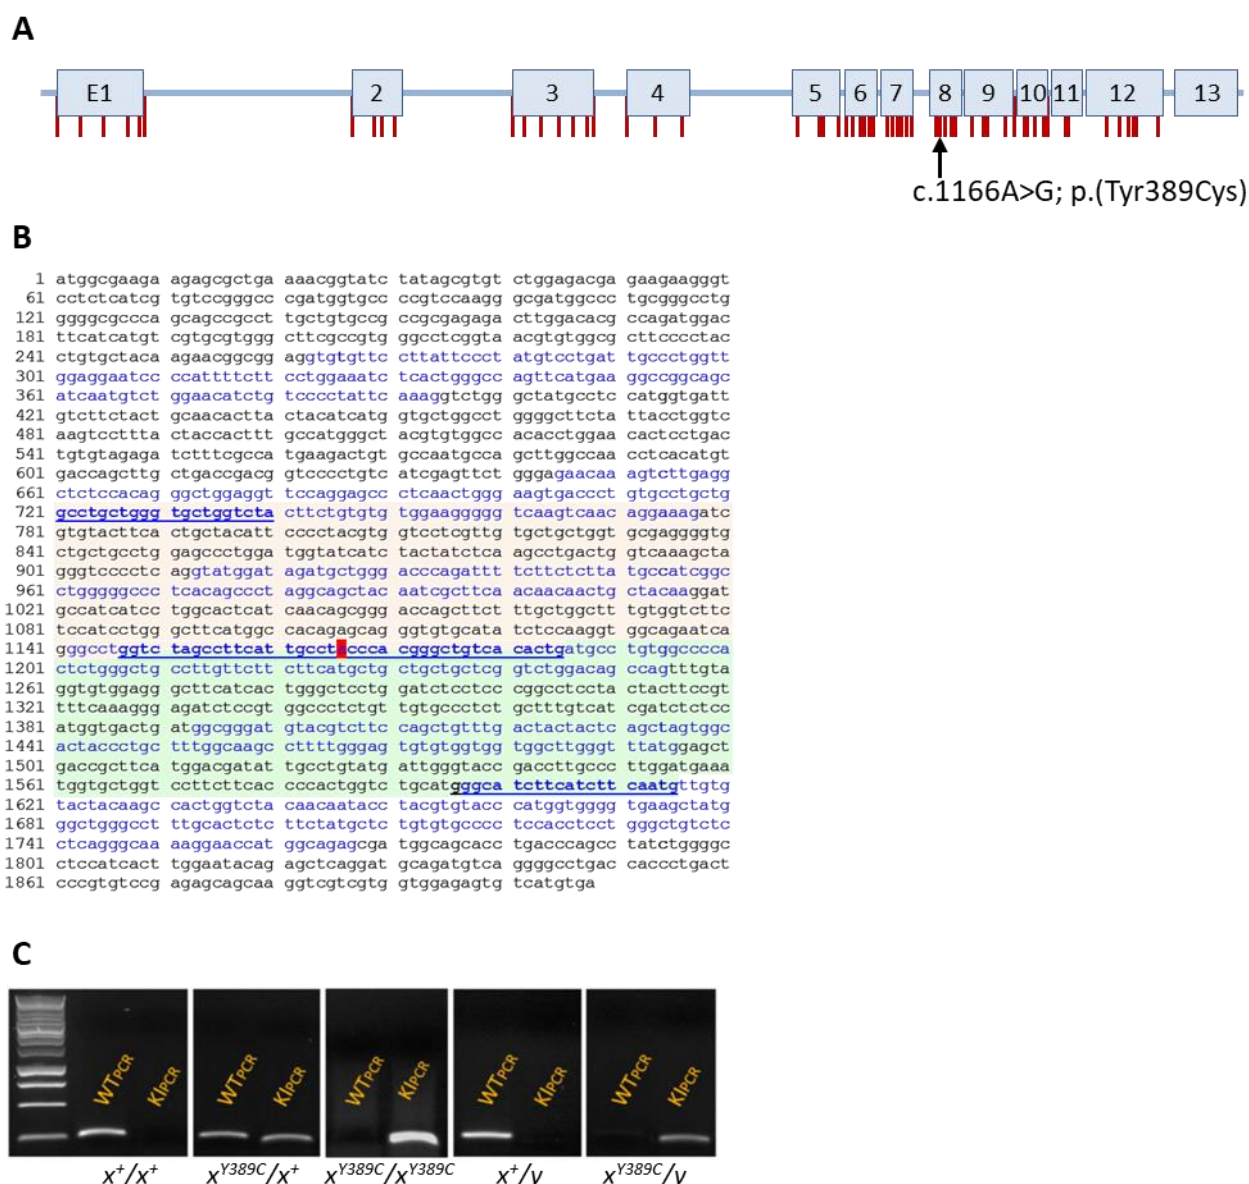 A
E1 2 3 4 5 6 7 8 9 10 11 12 13
c.1166A>G; p.(Tyr389Cys)
B
1 atggcgaaga agagcgctga aaacggtatc tatagcgtgt ctggagacga gaagaagggt
61 cctctcatcg tgtccgggcc cgatggtgcc cccgtccaagg gcgatggccc tgcgggcctg
121 ggggcgccca gcagccgcct tgctgtgccg ccgcgagaga cttggacacg ccagatggac
181 ttcatcatgt cgtgcgtggg cttcgccgtg ggcctcggta acgtgtggcg cttcccctac
241 ctgtgctaca agaacggcgg aggtgtgttc cttattccct atgtcctgat tgccctggtt
301 ggaggaatcc ccattttctt cctggaaatc tcactgggcc agttcatgaa ggccggcagc
361 atcaatgtct ggaacatctg tcccctattc aaaggtctgg gctatgcctc catggtgatt
421 gtcttctact gcaacactta ctacatcatg gtgctggcct ggggcttcta ttacctggtc
481 aagtccttta ctaccacttt gccatgggct acgtgtggcc acacctggaa cactcctgac
541 tgtgtagaga tctttcgcca tgaagactgt gccaatgcca gcttggccaa cctcacatgt
601 gaccagcttg ctgaccgacg gtcccctgtc atcgagttct gggagaacaa agtcttgagg
661 ctctccacag ggctggaggt tccaggagcc ctcaactggg aagtgaccct gtgcctgctg
721 gcctgctggg tgctggtcta cttctgtgtg tggaaggggg tcaagtcaac aggaaagatc
781 gtgtacttca ctgctacatt cccctacgtg gtcctcgttg tgctgctggt gcgaggggtg
841 ctgctgcctg gagccctgga tggtatcatc tactatctca agcctgactg gtcaaagcta
901 gggtcccctc aggtatggat agatgctggg acccagattt tcttctctta tgccatcggc
961 ctgggggccc tcacagccct aggcagctac aatcgcttca acaacaactg ctacaaggat
1021 gccatcatcc tggcactcat caacagcggg accagcttct ttgctggctt tgtggtcttc
1081 tccatcctgg gcttcatggc cacagagcag ggtgtgcata tctccaaggt ggcagaatca
1141 gggcctggtc tagccttcat tgcctaccca cgggctgtca cactgatgcc tgtggcccca
1201 ctctgggctg ccttgttctt cttcatgctg ctgctgctcg gtctggacag ccagtttgta
1261 ggtgtggagg gcttcatcac tgggctcctg gatctcctcc cggcctccta ctacttccgt
1321 tttcaaaggg agatctccgt ggccctctgt tgtgccctct gctttgtcat cgatctctcc
1381 atggtgactg atggcgggat gtacgtcttc cagctgtttg actactactc agctagtggc
1441 actaccctgc tttggcaagc cttttgggag tgtgtggtgg tggcttgggt ttatggagct
1501 gaccgcttca tggacgatat tgcctgtatg attgggtacc gaccttgccc ttggatgaaa
1561 tggtgctggt ccttcttcac cccactggtc tgcatgggca tcttcatctt caatgttgtg
1621 tactacaagc cactggtcta caacaatacc tacgtgtacc catggtgggg tgaagctatg
1681 ggctgggcct ttgcactctc ttctatgctc tgtgtgcccc tccacctcct gggctgtctc
1741 ctcagggcaa aaggaaccat ggcagagcga tggcagcacc tgacccagcc tatctggggc
1801 ctccatcact tggaatacag agctcaggat gcagatgtca ggggcctgac caccctgact
1861 cccgtgtccg agagcagcaa ggtcgtcgtg gtggagagtg tcatgtga
C
WTPCR KIPCR WTPCR KIPCR WTPCR KIPCR WTPCR KIPCR WTPCR KIPCR
x+/x+ xY389C/x+ xY389C/xY389C x+/y xY389C/y